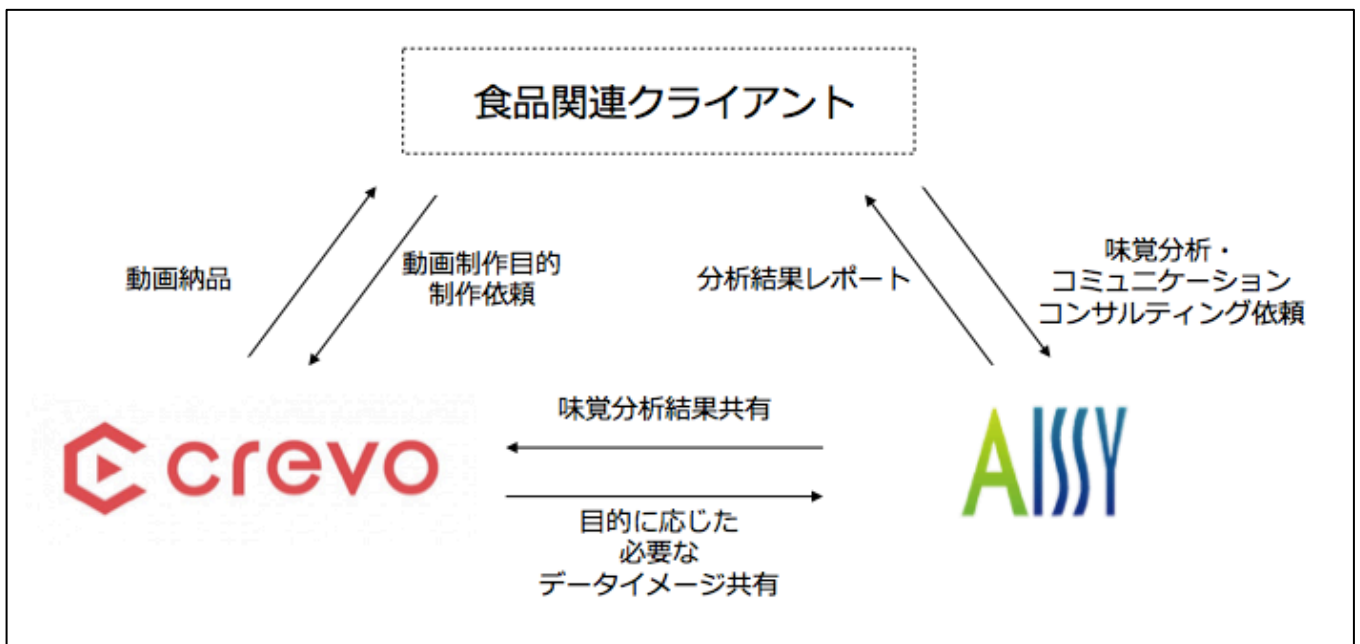 食品関連クライアント
動画納品
動画制作目的
制作依頼
分析結果レポート
味覚分析・
コミュニケーション
コンサルティング依頼
crevo
味覚分析結果共有
目的に応じた
必要な
データイメージ共有
AISSY